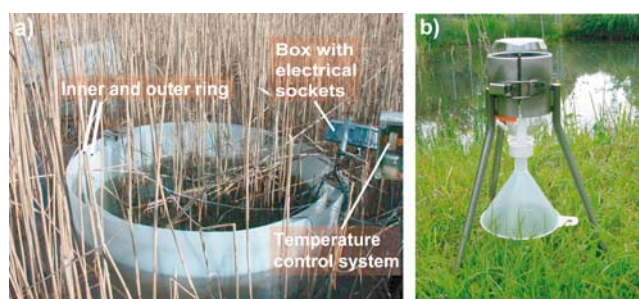 a)
Box with
electrical
sockets
Inner and outer ring
Temperature
control system
b)